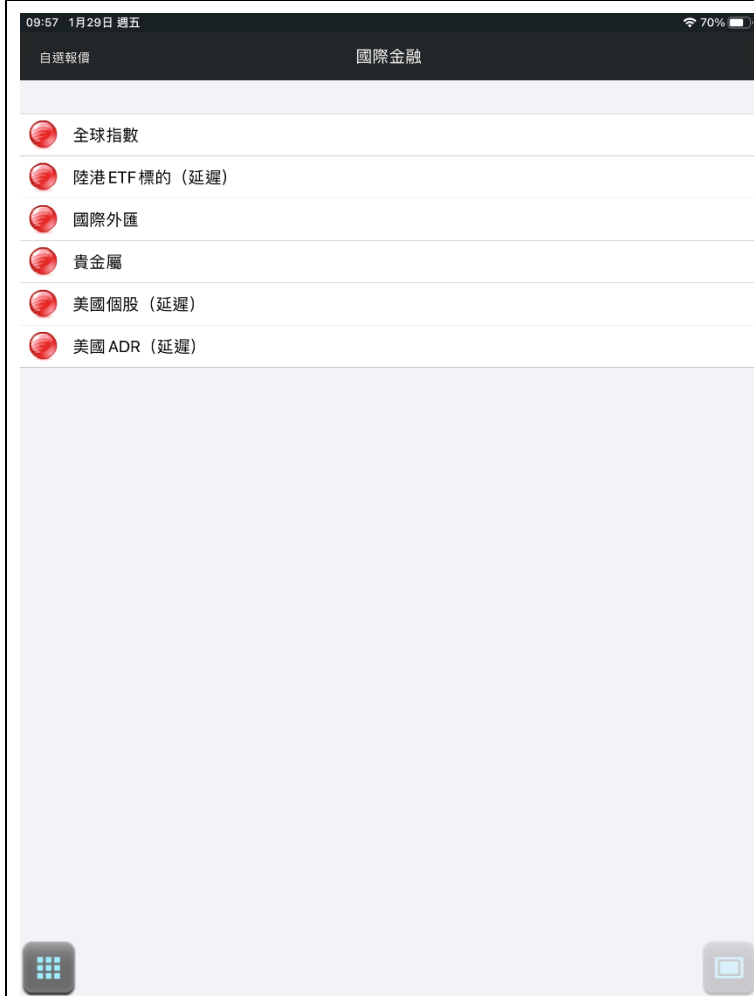 09:57 1月29日 週五 70%
自選報價 國際金融
全球指數
陸港ETF標的（延遲）
國際外匯
貴金屬
美國個股（延遲）
美國ADR（延遲）